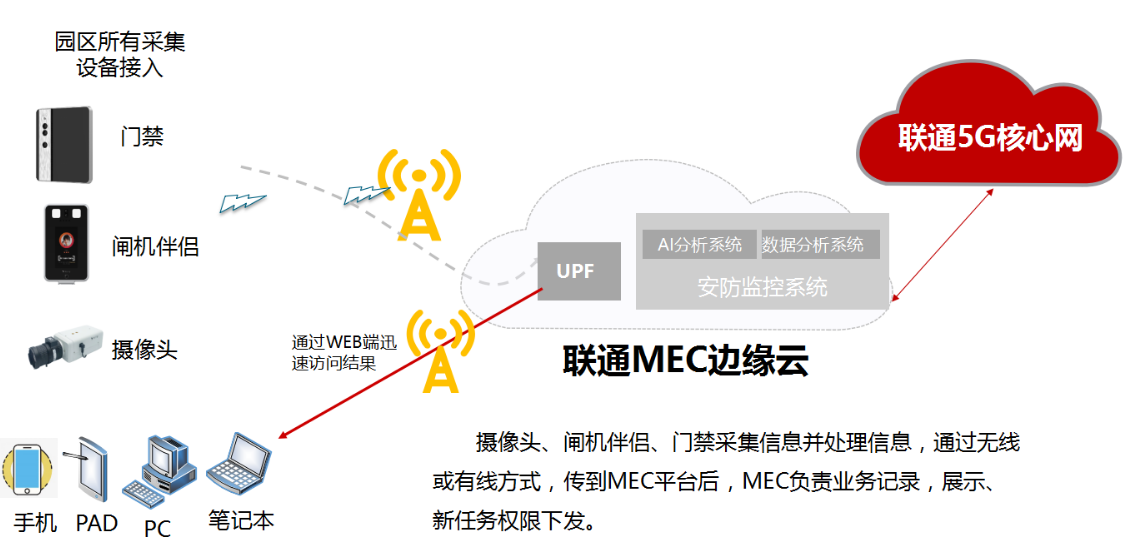 园区所有采集
设备接入
门禁
闸机伴侣
摄像头
联通5G核心网
AI分析系统
数据分析系统
UPF
安防监控系统
通过WEB端迅
速访问结果
联通MEC边缘云
手机
PAD
PC
笔记本
摄像头、闸机伴侣、门禁采集信息并处理信息，通过无线
或有线方式，传到MEC平台后，MEC负责业务记录，展示、
新任务权限下发。